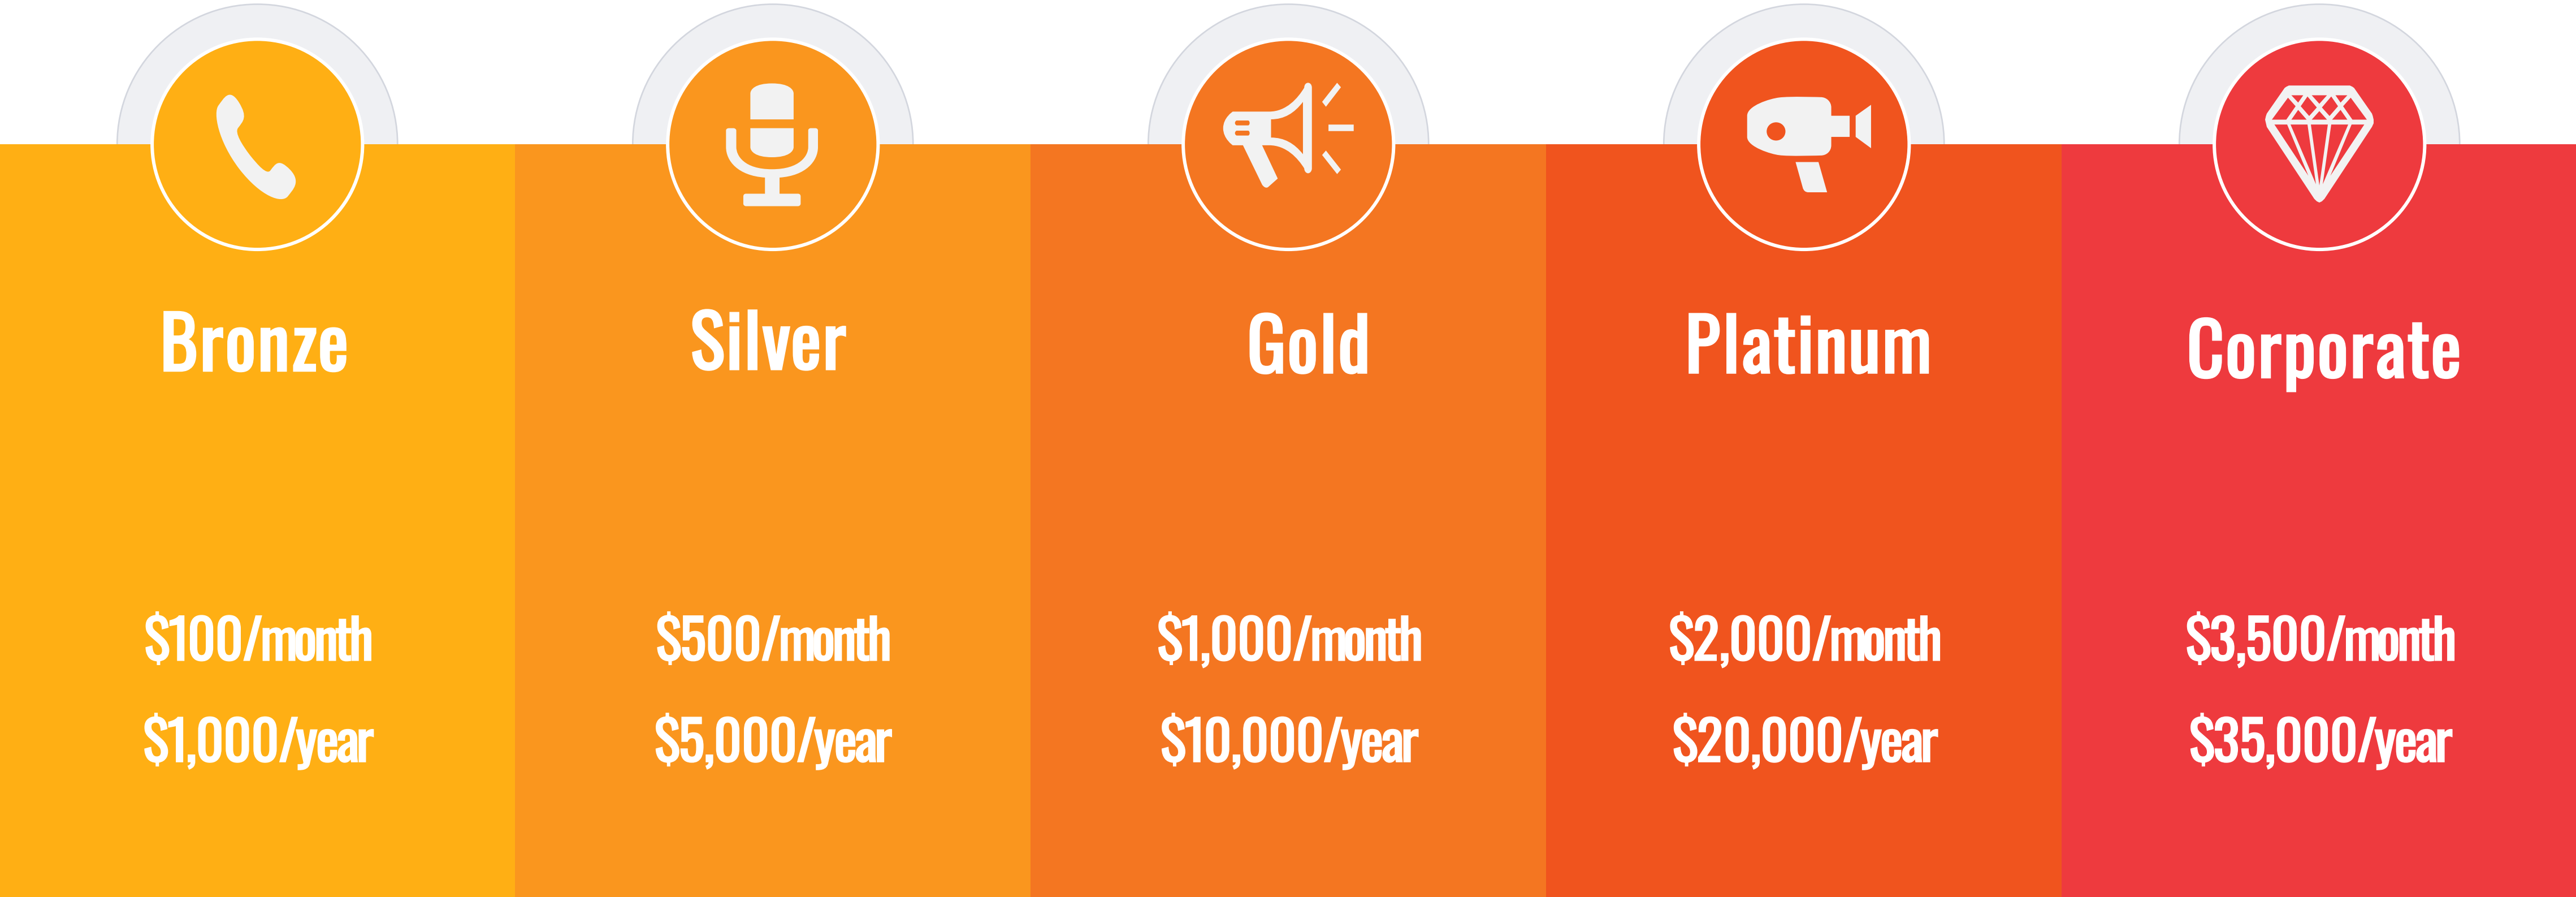 Bronze
$100/month
$1,000/year
Silver
$500/month
$5,000/year
Gold
$1,000/month
$10,000/year
Platinum
$2,000/month
$20,000/year
Corporate
$3,500/month
$35,000/year